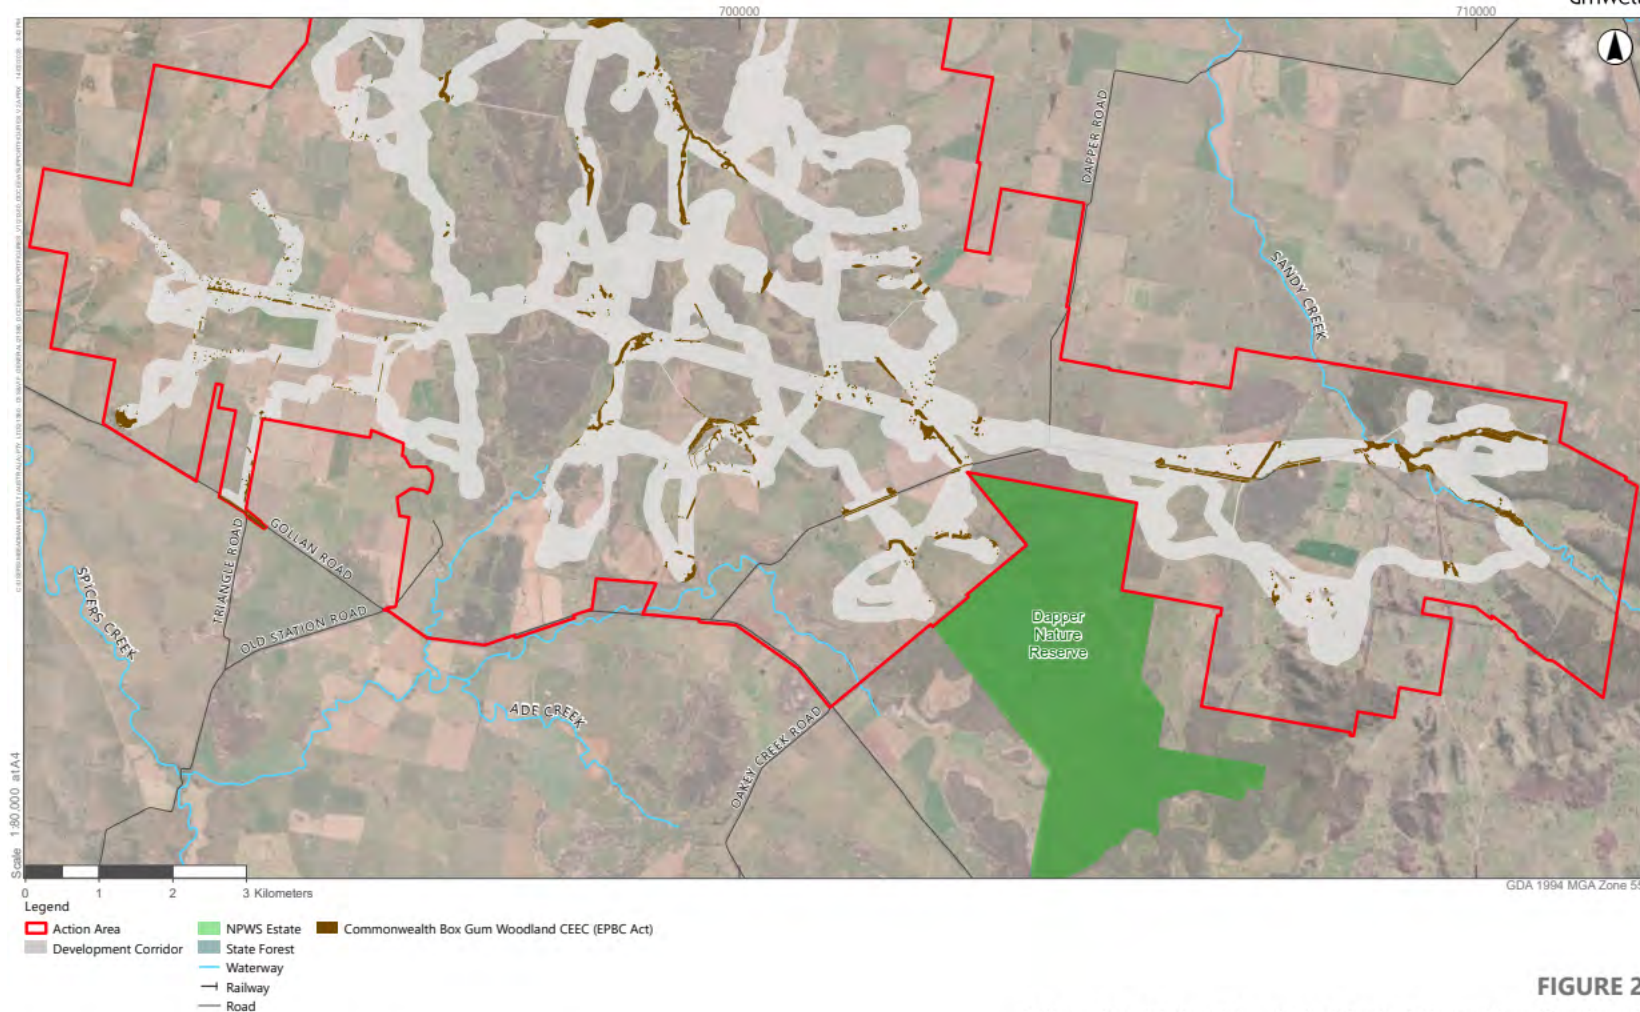 700000
710000
DAPPER ROAD
SANDY CREEK
SPICERS CREEK
TRIANGLE ROAD
GOLLAN ROAD
OLD STATION ROAD
ADE CREEK
OAKEY CREEK ROAD
Dapper
Nature
Reserve
Scale 1:80,000 at A4
0 1 2 3 Kilometers
GDA 1994 MGA Zone 55
Legend
Action Area
Development Corridor
NPWS Estate
State Forest
Waterway
Railway
Road
Commonwealth Box Gum Woodland CEEC (EPBC Act)
FIGURE 2